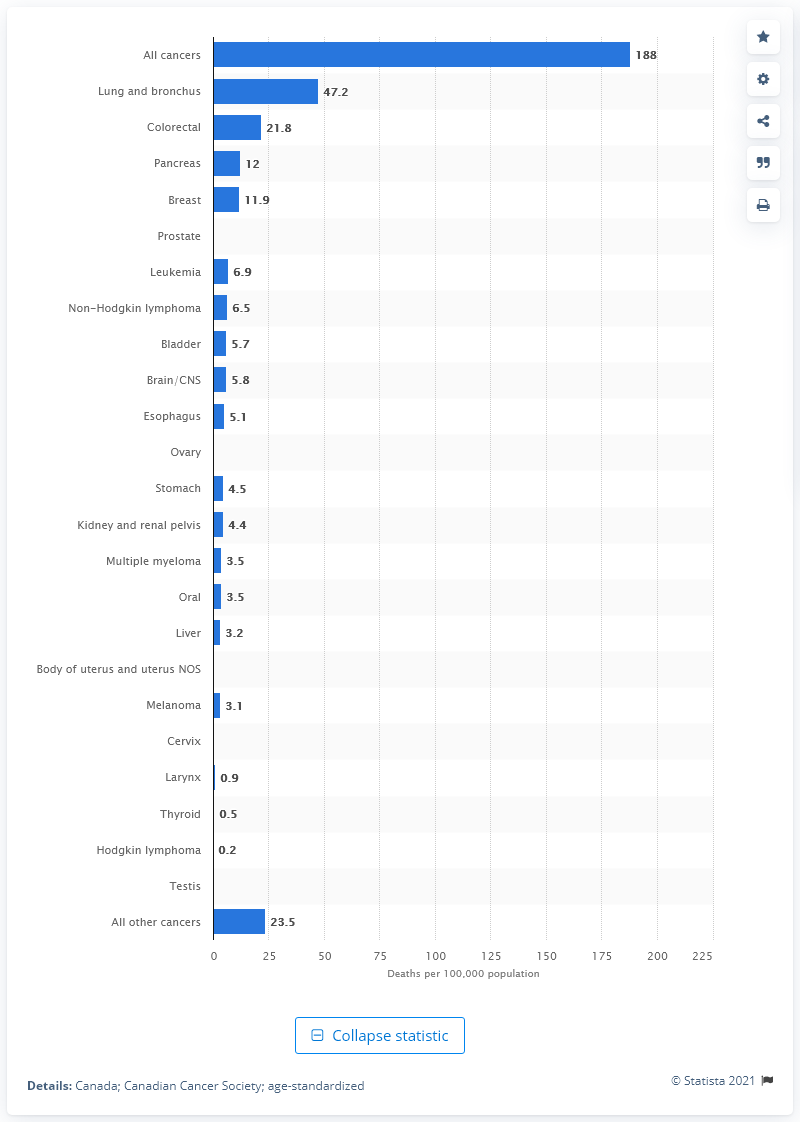 All cancers 188
Lung and bronchus 47.2
Colorectal 21.8
Pancreas 12
Breast 11.9
Prostate
Leukemia 6.9
Non-Hodgkin lymphoma 6.5
Bladder 5.7
Brain/CNS 5.8
Esophagus 5.1
Ovary
Stomach 4.5
Kidney and renal pelvis 4.4
Multiple myeloma 3.5
Oral 3.5
Liver 3.2
Body of uterus and uterus NOS
Melanoma 3.1
Cervix
Larynx 0.9
Thyroid 0.5
Hodgkin lymphoma 0.2
Testis
All other cancers 23.5
0 25 50 75 100 125 150 175 200 225
Deaths per 100,000 population
Collapse statistic
© Statista 2021
Details: Canada; Canadian Cancer Society; age-standardized